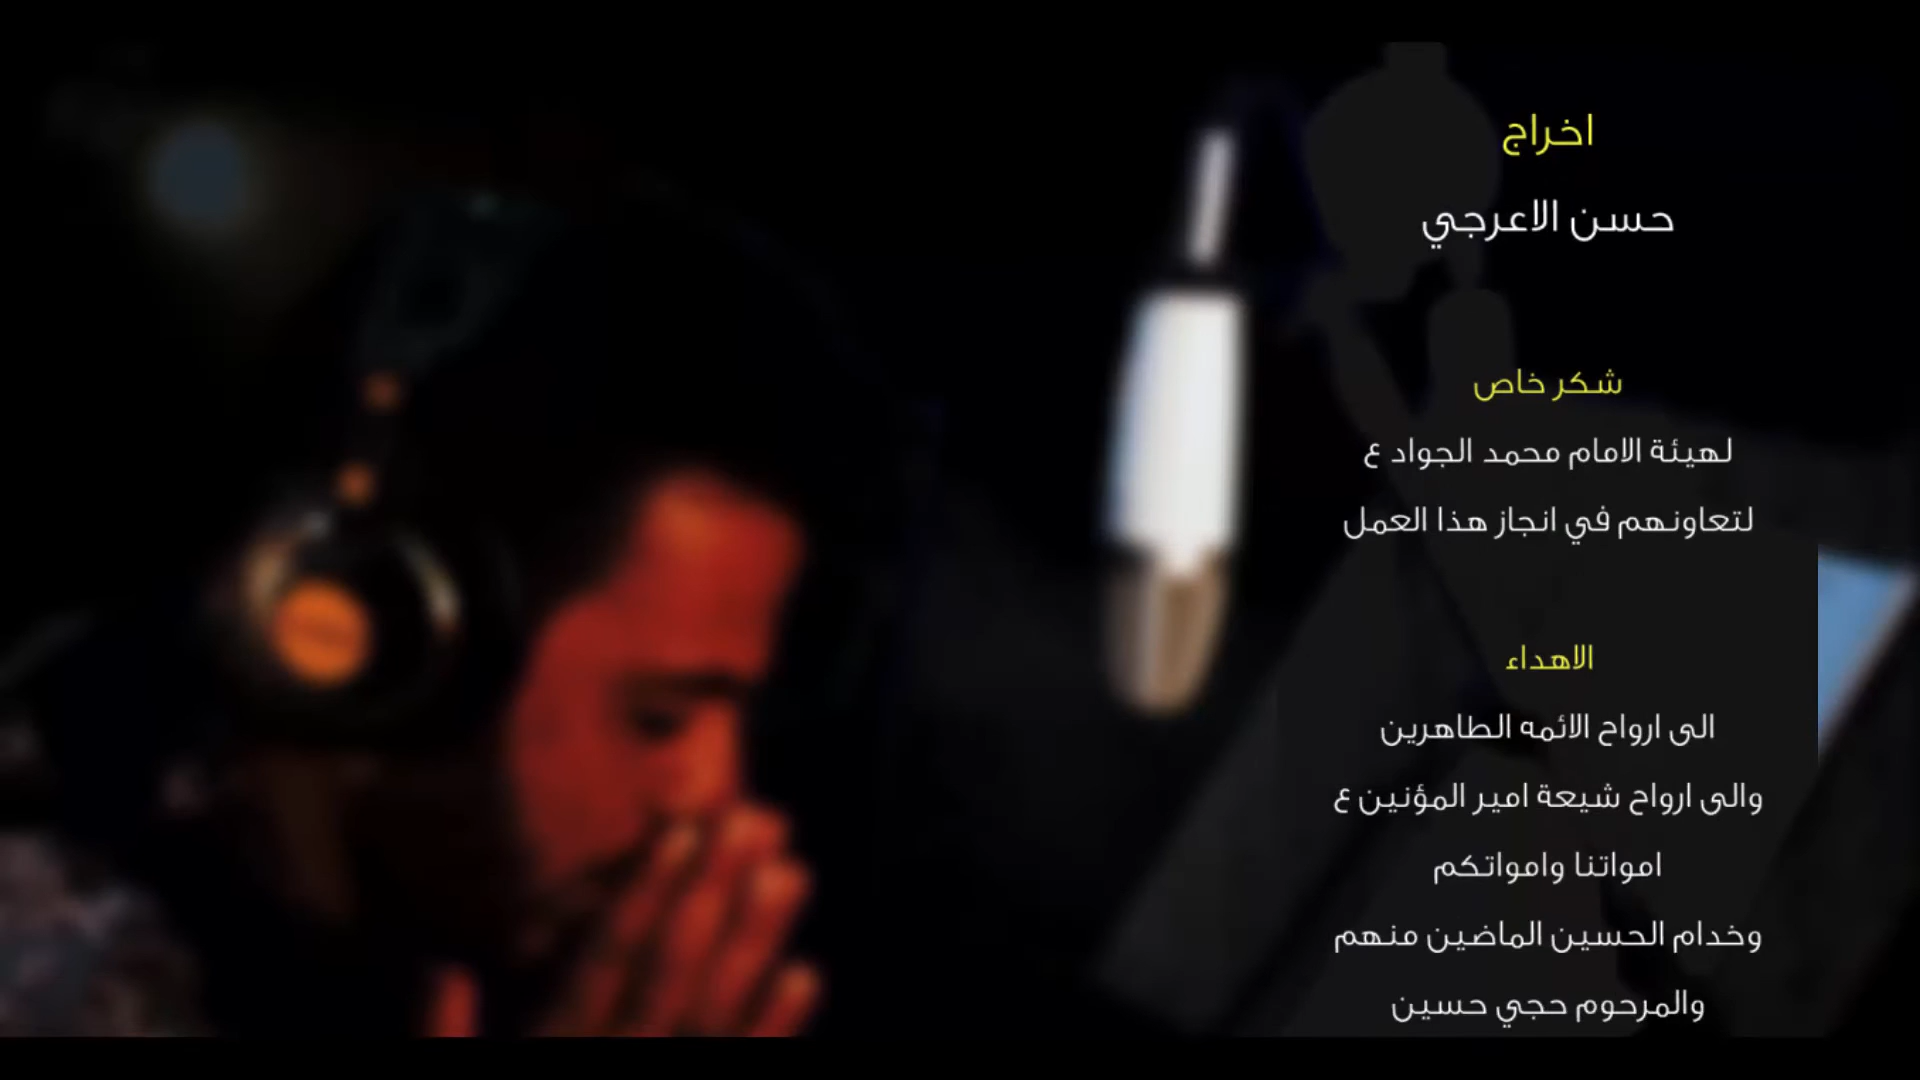 اخراج
حسن الاعرجي
شكر خاص
لهيئة الامام محمد الجواد ع
لتعاونهم في انجاز هذا العمل
الاهداء
الى ارواح الائمه الطاهرين
والى ارواح شيعة امير المؤنين ع
امواتنا وامواتكم
وخدام الحسين الماضين منهم
والمرحوم حجي حسين